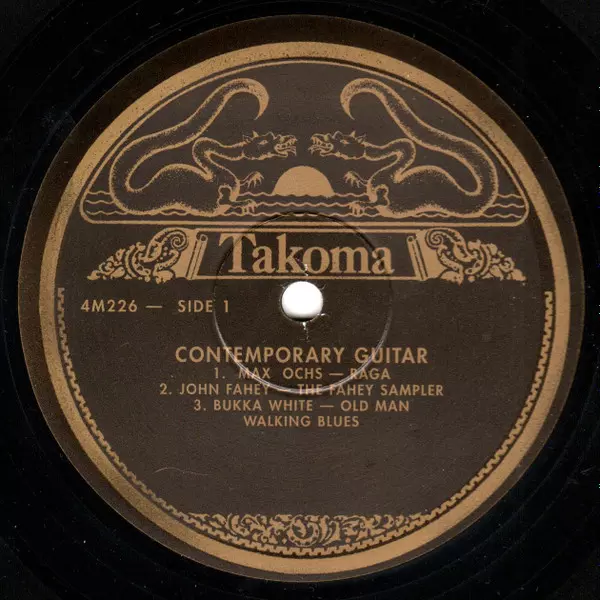 Takoma
4M226 — SIDE 1
CONTEMPORARY GUITAR
1. MAX OCHS — RAGA
2. JOHN FAHEY — THE FAHEY SAMPLER
3. BUKKA WHITE — OLD MAN
WALKING BLUES